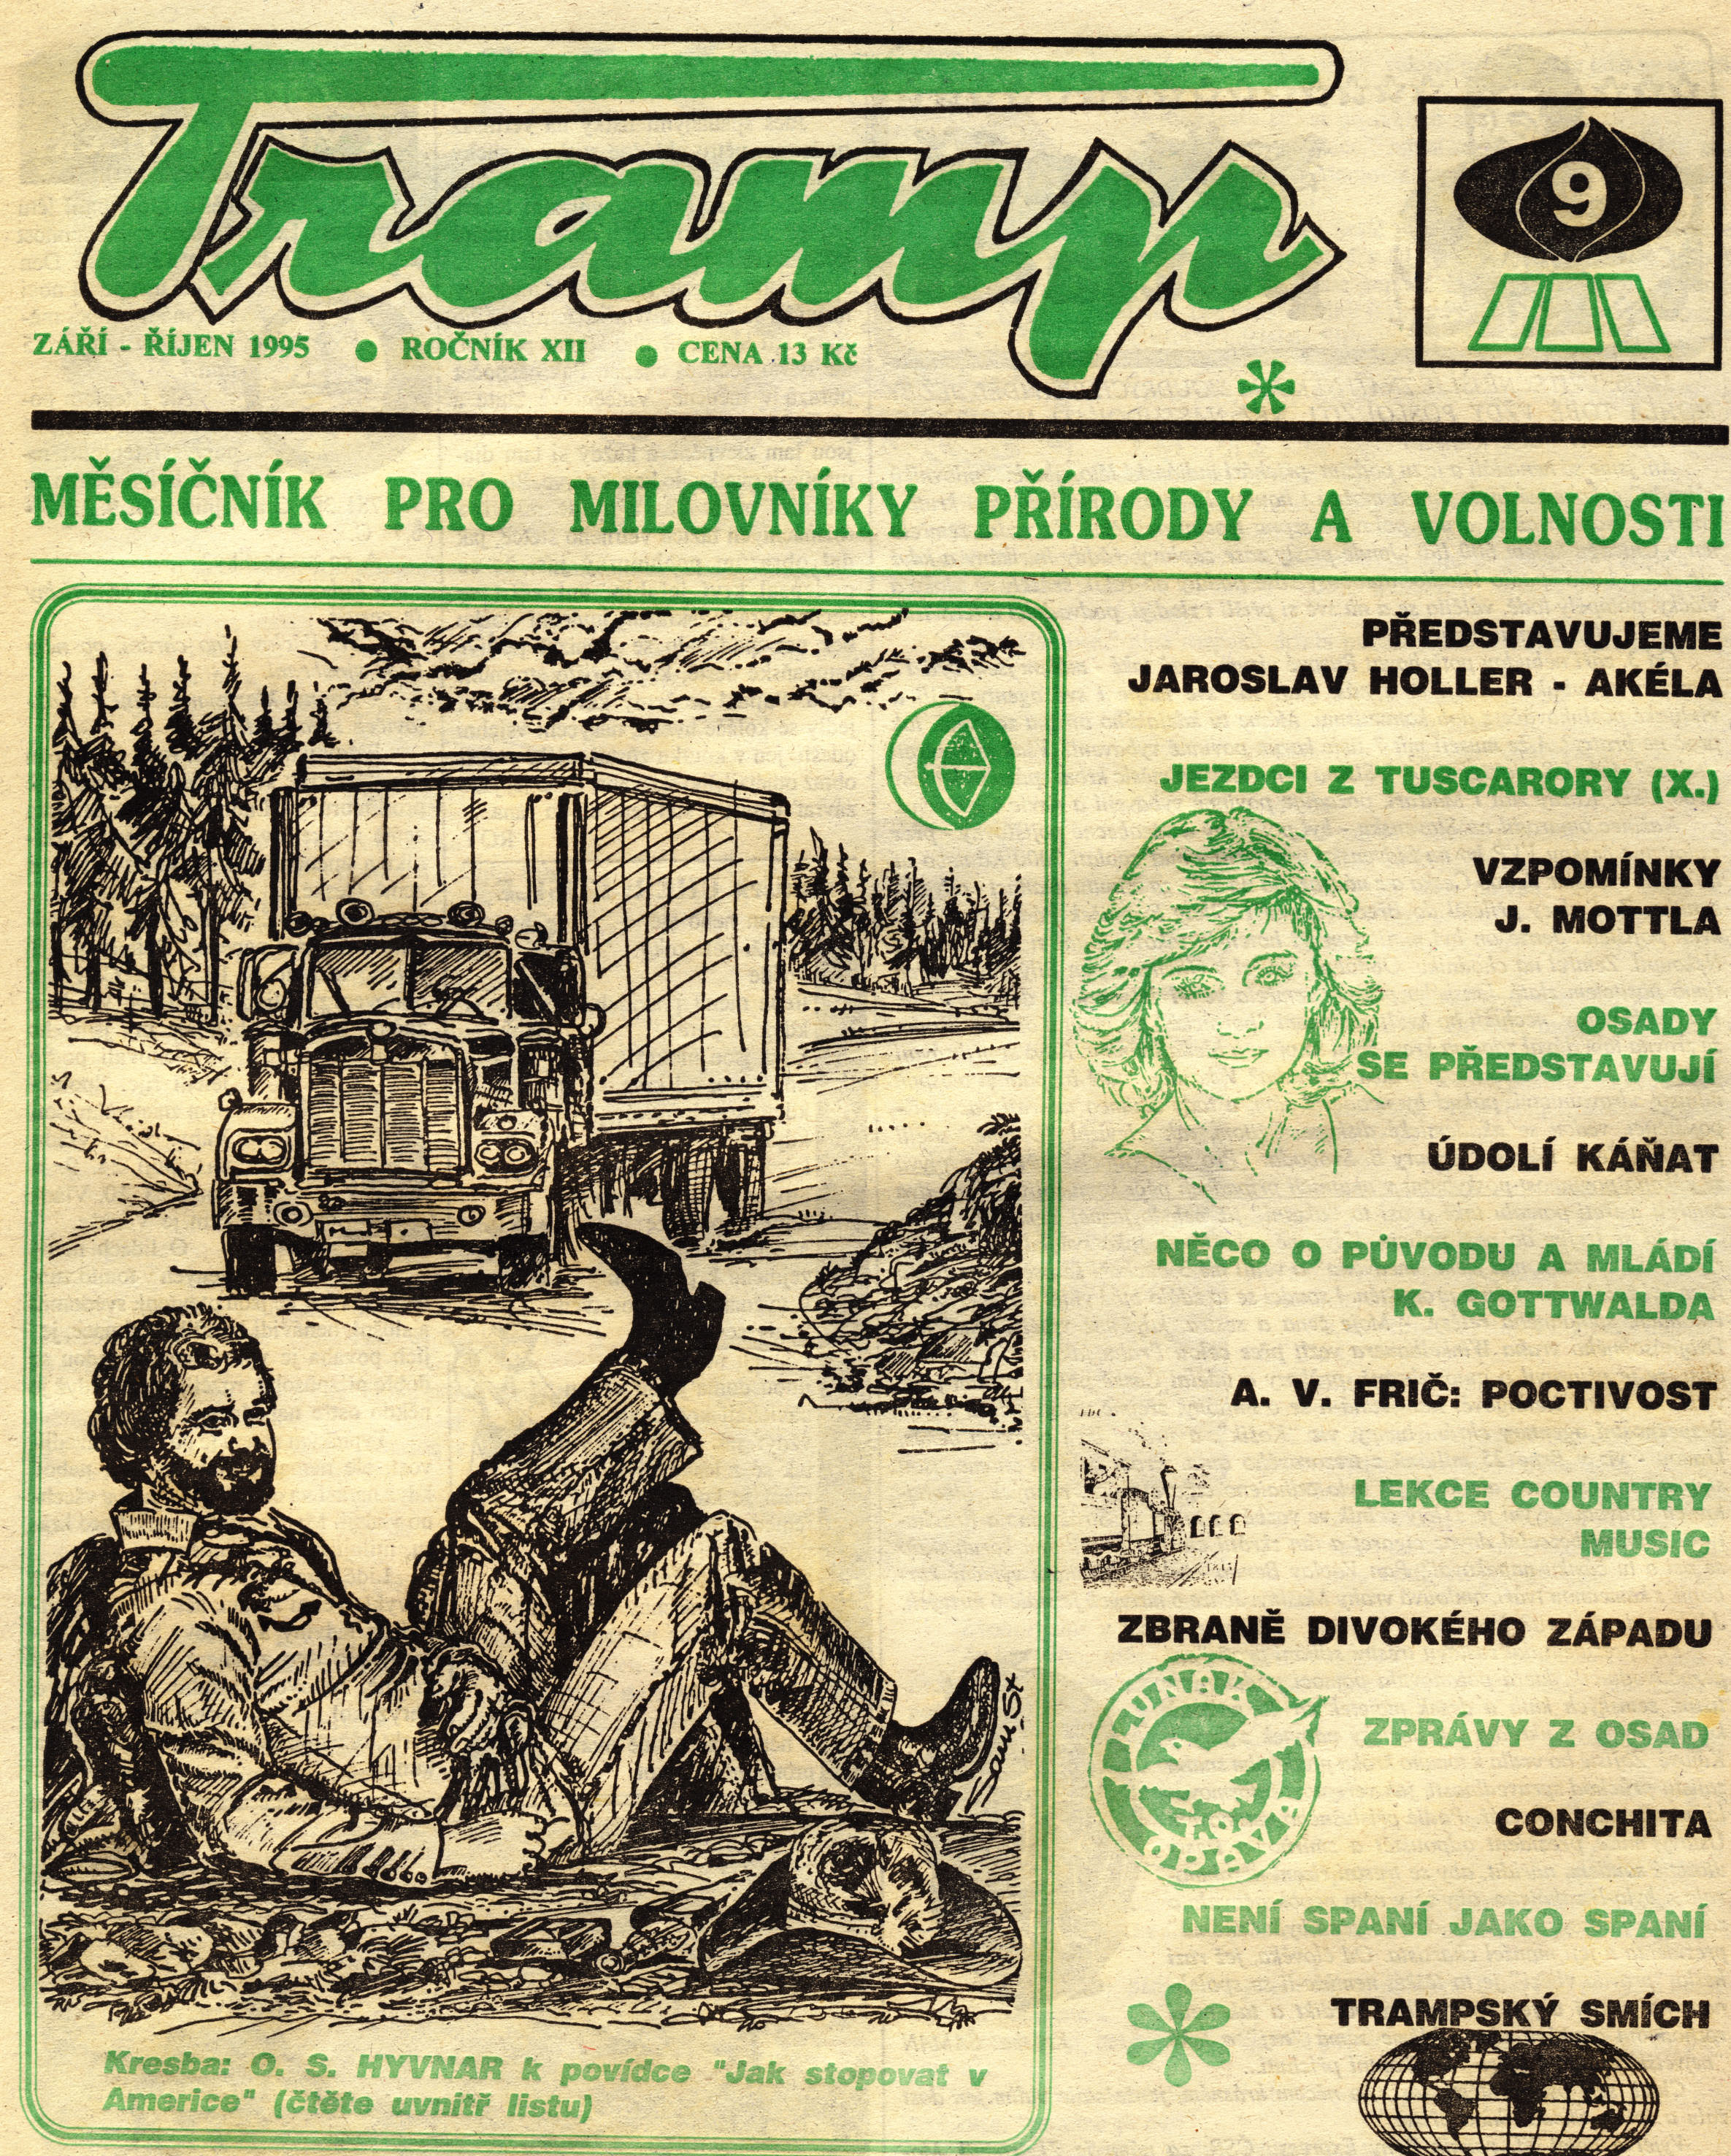 Tramp
9
ZÁŘÍ - ŘÍJEN 1995 ● ROČNÍK XII ● CENA 13 Kč
MĚSÍČNÍK PRO MILOVNÍKY PŘÍRODY A VOLNOSTI
PŘEDSTAVUJEME
JAROSLAV HOLLER - AKÉLA
JEZDCI Z TUSCARORY (X.)
VZPOMÍNKY
J. MOTTLA
OSADY
SE PŘEDSTAVUJÍ
ÚDOLÍ KÁŇAT
NĚCO O PŮVODU A MLÁDÍ
K. GOTTWALDA
A. V. FRIČ: POCTIVOST
LEKCE COUNTRY
MUSIC
ZBRANĚ DIVOKÉHO ZÁPADU
LUŇÁK
T.O.
OPAVA
ZPRÁVY Z OSAD
CONCHITA
NENÍ SPANÍ JAKO SPANÍ
TRAMPSKÝ SMÍCH
Kresba: O. S. HYVNAR k povídce "Jak stopovat v
Americe" (čtěte uvnitř listu)